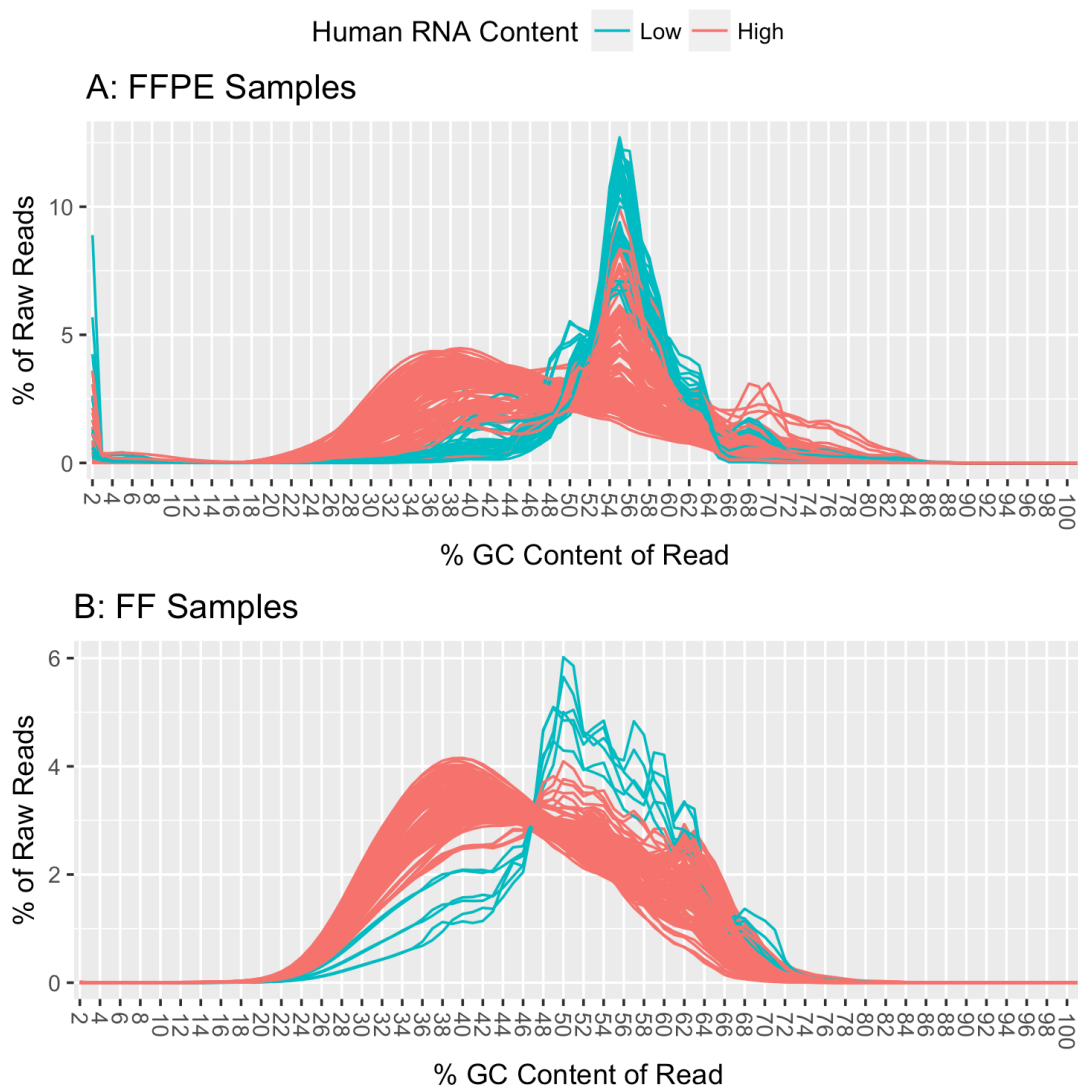 Human RNA Content Low High
A: FFPE Samples
% of Raw Reads
10
5
0
2 4 6 8 10 12 14 16 18 20 22 24 26 28 30 32 34 36 38 40 42 44 46 48 50 52 54 56 58 60 62 64 66 68 70 72 74 76 78 80 82 84 86 88 90 92 94 96 98 100
% GC Content of Read
B: FF Samples
% of Raw Reads
6
4
2
0
2 4 6 8 10 12 14 16 18 20 22 24 26 28 30 32 34 36 38 40 42 44 46 48 50 52 54 56 58 60 62 64 66 68 70 72 74 76 78 80 82 84 86 88 90 92 94 96 98 100
% GC Content of Read